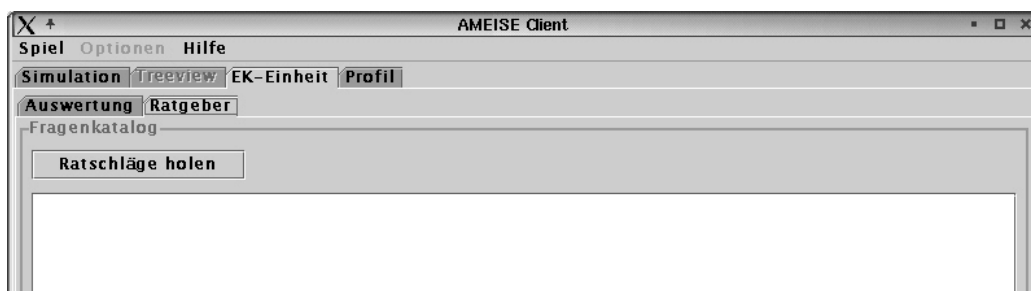 AMEISE Client
Spiel Optionen Hilfe
Simulation Treeview EK-Einheit Profil
Auswertung Ratgeber
Fragenkatalog
Ratschläge holen